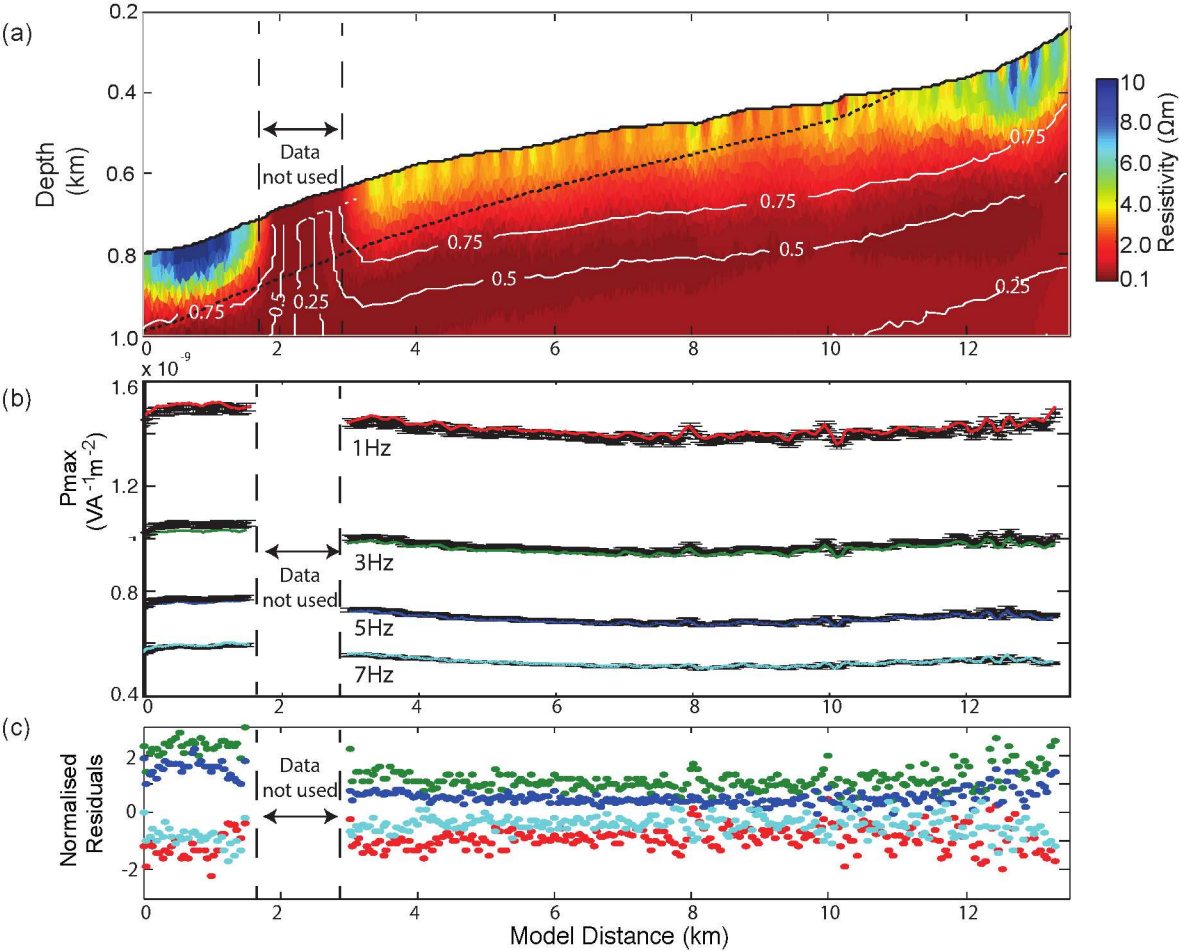 (a)
0.2
0.4
0.6
0.8
1.0
Depth
(km)
Data
not used
0.75
0.75
0.75
0.75
0.5
0.5
0.5
0.25
0.25
0 2 4 6 8 10 12
10
8.0
6.0
4.0
2.0
0.1
Resistivity (Ωm)
x 10⁻⁹
(b)
1.6
1.2
0.8
0.4
Pmax
(VA⁻¹m⁻²)
1Hz
3Hz
5Hz
7Hz
Data
not used
0 2 4 6 8 10 12
(c)
2
0
-2
Normalised
Residuals
Data
not used
0 2 4 6 8 10 12
Model Distance (km)